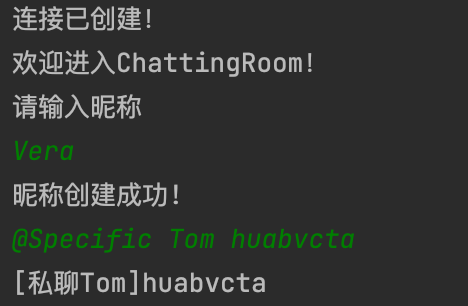 连接已创建!
欢迎进入ChattingRoom!
请输入昵称
Vera
昵称创建成功!
@Specific Tom huabvcta
[私聊Tom]huabvcta